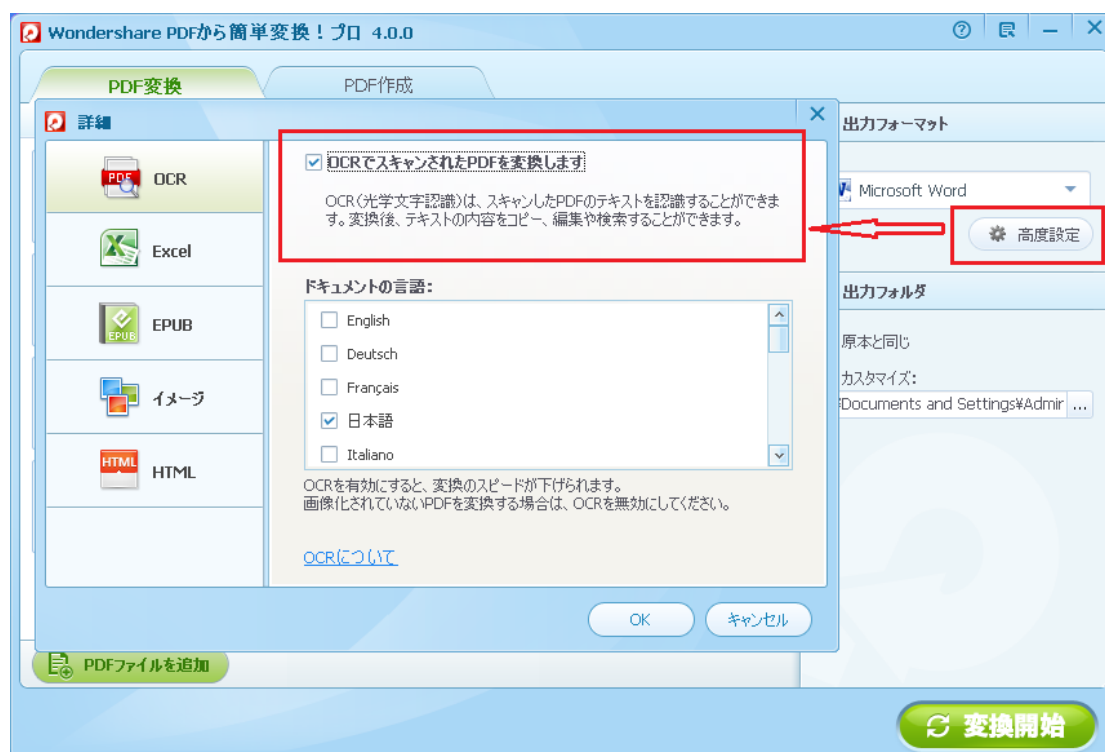 Wondershare PDFから簡単変換！プロ 4.0.0
PDF変換
PDF作成
詳細
OCR
Excel
EPUB
イメージ
HTML
OCRでスキャンされたPDFを変換します
OCR（光学文字認識）は、スキャンしたPDFのテキストを認識することができま
す。変換後、テキストの内容をコピー、編集や検索することができます。
ドキュメントの言語：
English
Deutsch
Français
日本語
Italiano
OCRを有効にすると、変換のスピードが下げられます。
画像化されていないPDFを変換する場合は、OCRを無効にしてください。
OCRについて
OK
キャンセル
出力フォーマット
Microsoft Word
高度設定
出力フォルダ
原本と同じ
カスタマイズ：
¥Documents and Settings¥Admir
...
PDFファイルを追加
変換開始